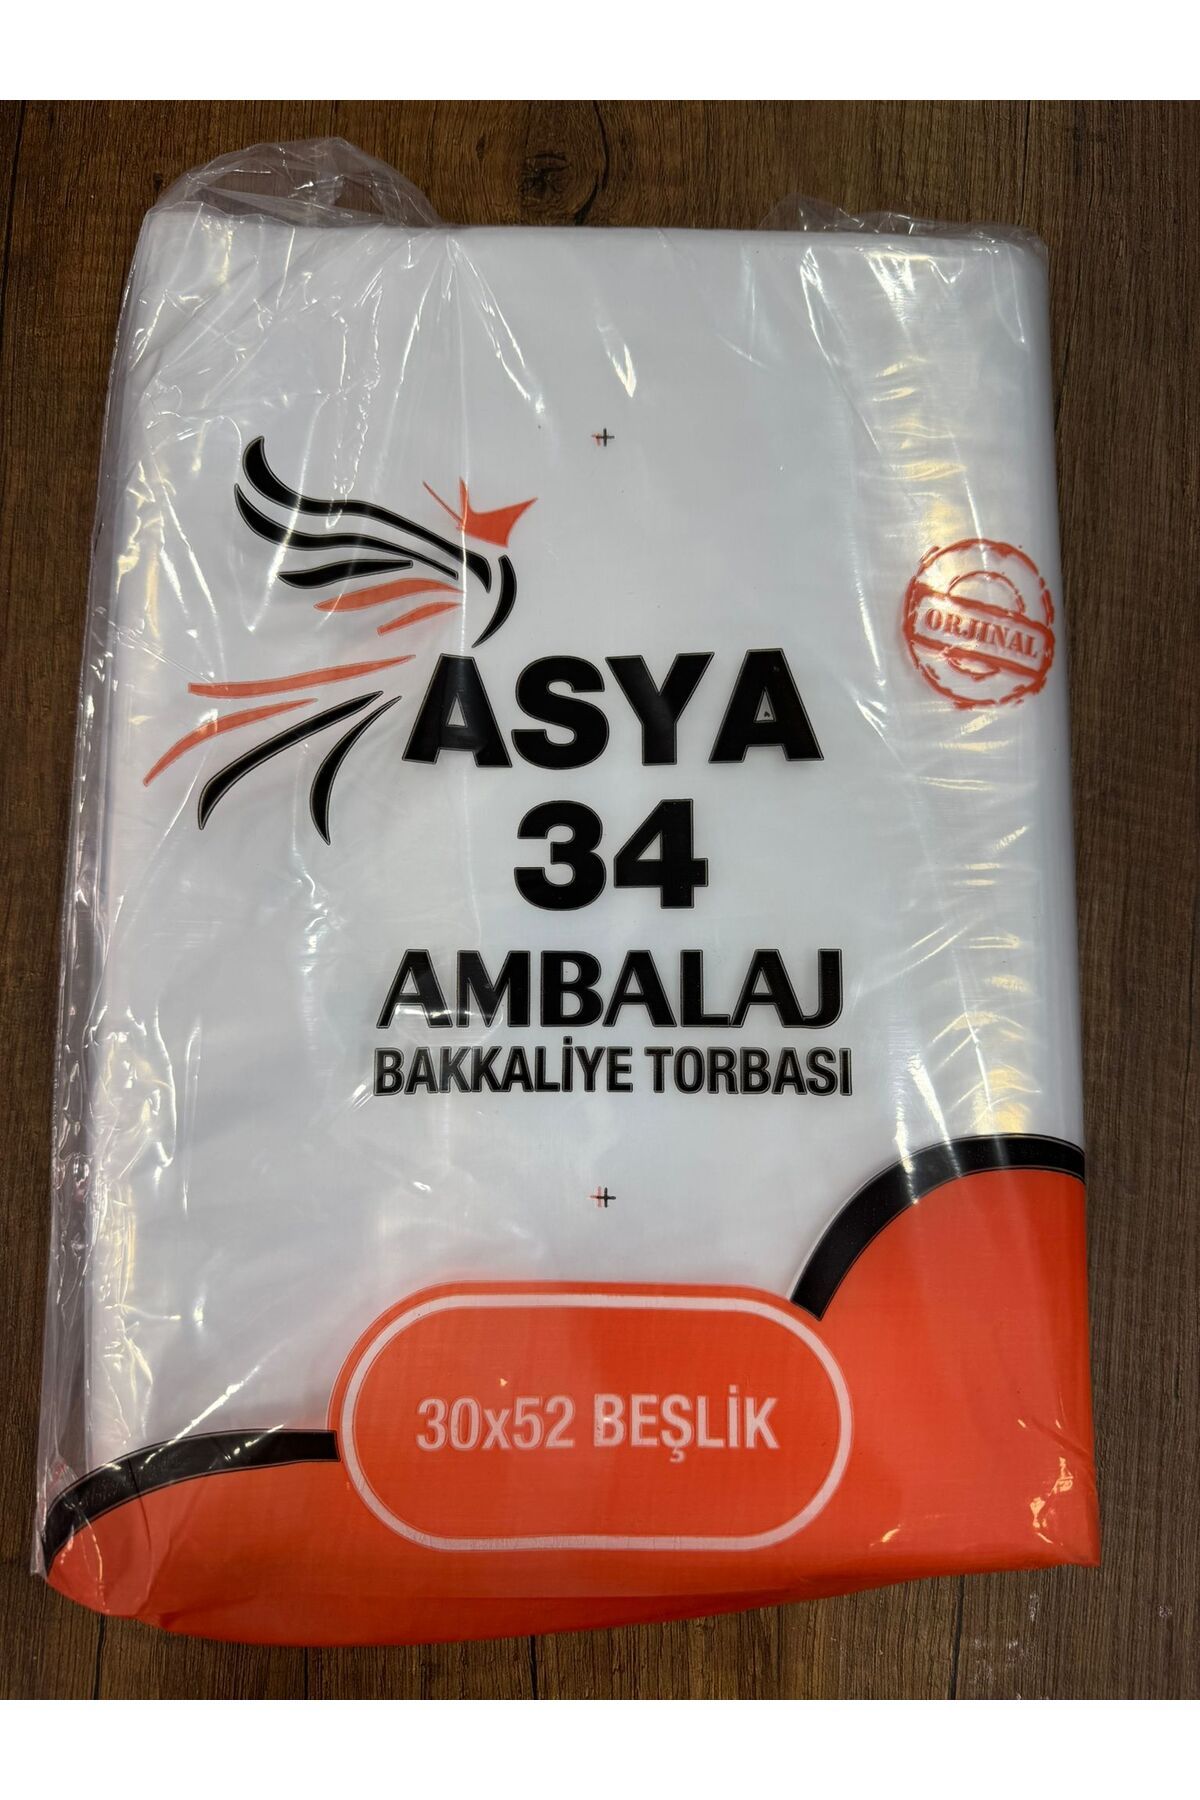 ORJINAL
ASYA
34
AMBALAJ
BAKKALİYE TORBASI
30x52 BEŞLİK